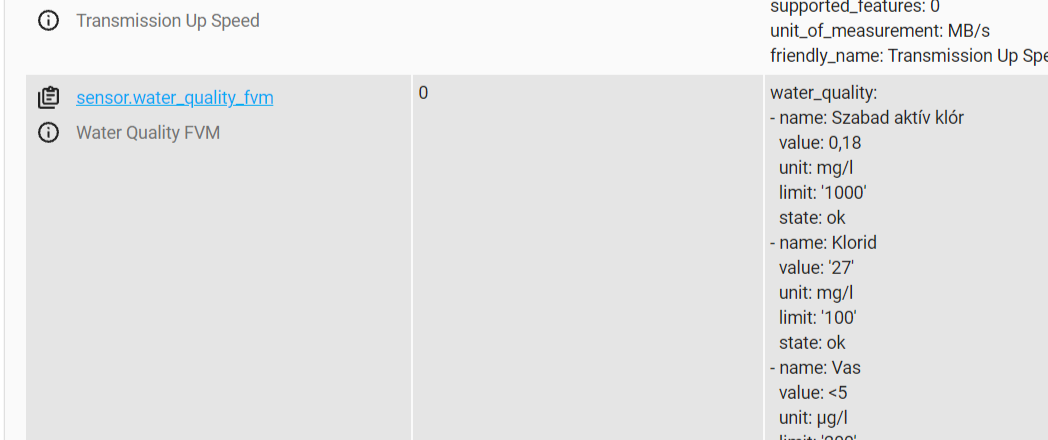 supported_features: 0
Transmission Up Speed
unit_of_measurement: MB/s
friendly_name: Transmission Up Spe
sensor.water_quality_fvm
0
water_quality:
- name: Szabad aktív klór
Water Quality FVM
value: 0,18
unit: mg/l
limit: '1000'
state: ok
- name: Klorid
value: '27'
unit: mg/l
limit: '100'
state: ok
- name: Vas
value: <5
unit: µg/l